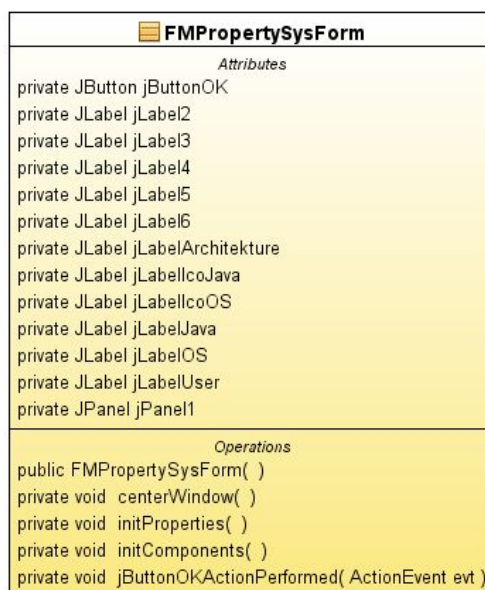 FMPropertySysForm
Attributes
private JButton jButtonOK
private JLabel jLabel2
private JLabel jLabel3
private JLabel jLabel4
private JLabel jLabel5
private JLabel jLabel6
private JLabel jLabelArchitekture
private JLabel jLabelIcoJava
private JLabel jLabelIcoOS
private JLabel jLabelJava
private JLabel jLabelOS
private JLabel jLabelUser
private JPanel jPanel1
Operations
public FMPropertySysForm( )
private void centerWindow( )
private void initProperties( )
private void initComponents( )
private void jButtonOKActionPerformed( ActionEvent evt )